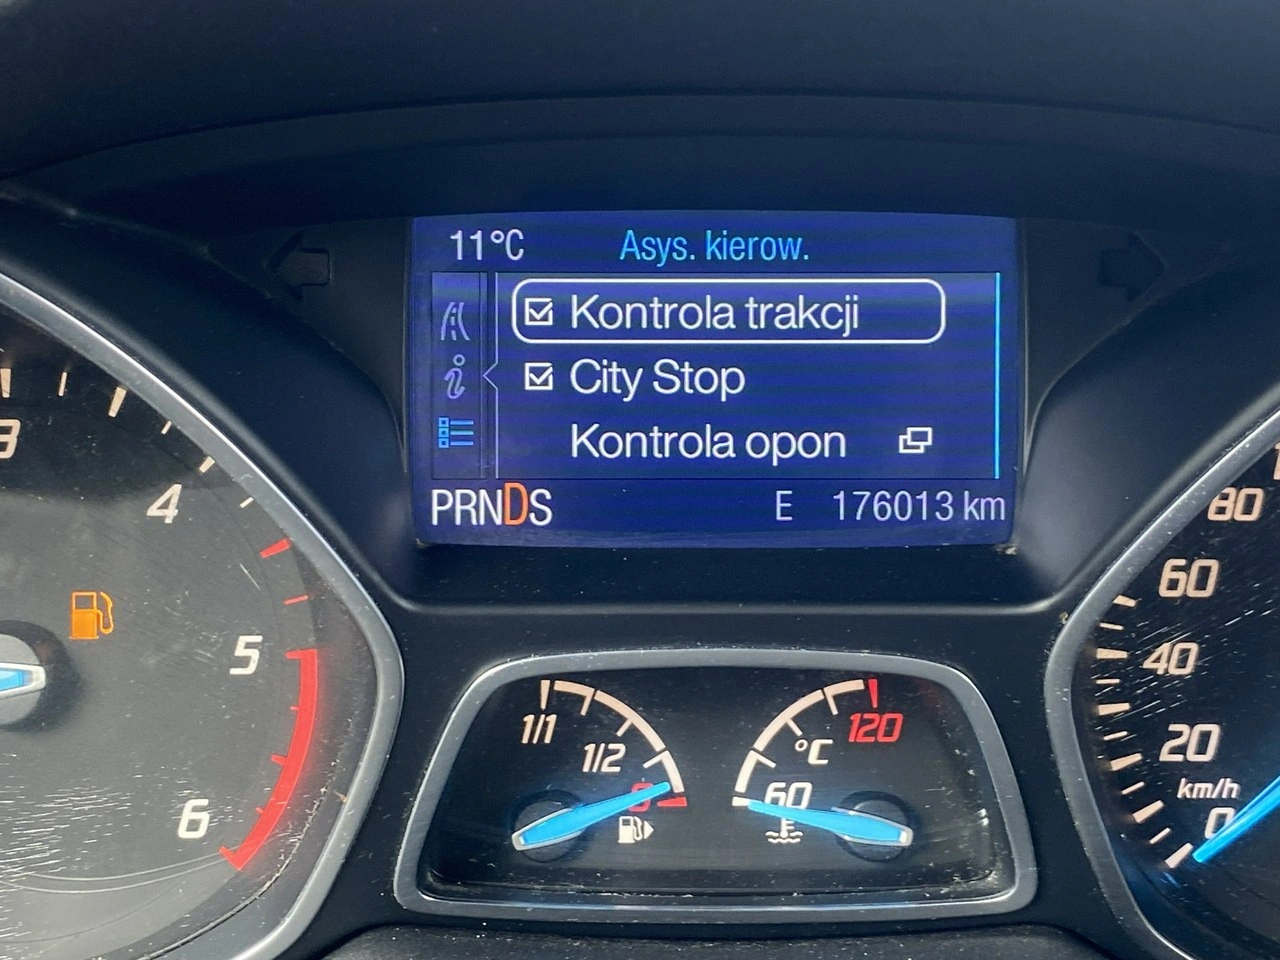 11°C Asys. kierow.
Kontrola trakcji
City Stop
Kontrola opon
PRNDS E 176013 km
3
4
5
6
1/1
1/2
0
°C
120
60
80
60
40
20
km/h
0